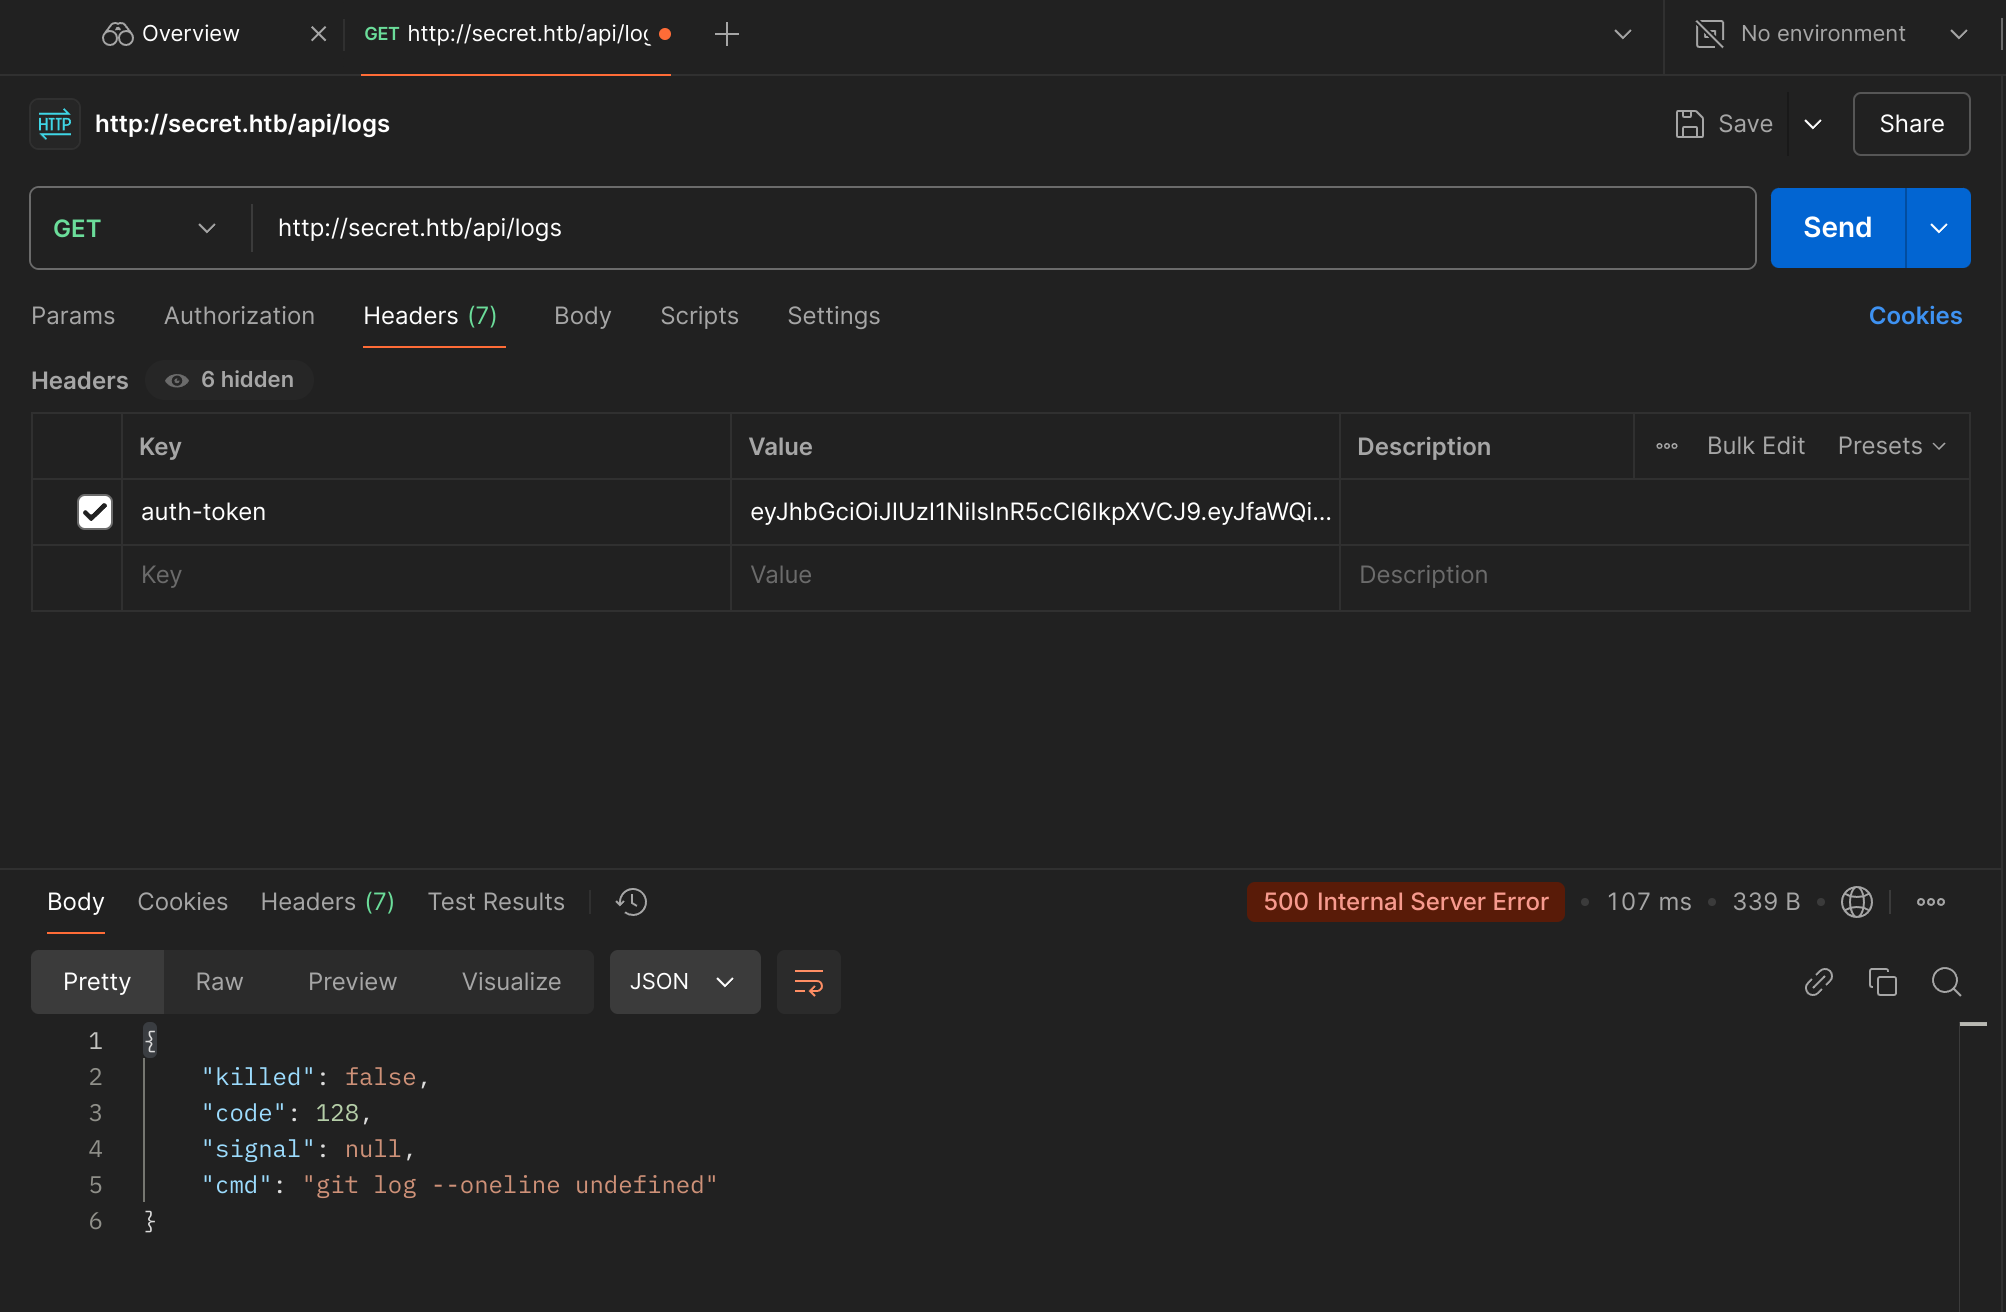 Overview
GET http://secret.htb/api/log
No environment
HTTP
http://secret.htb/api/logs
Save
Share
GET
http://secret.htb/api/logs
Send
Params
Authorization
Headers (7)
Body
Scripts
Settings
Cookies
Headers
6 hidden
Key
Value
Description
Bulk Edit
Presets
auth-token
eyJhbGciOiJIUzI1NiIsInR5cCI6IkpXVCJ9.eyJfaWQi...
Key
Value
Description
Body
Cookies
Headers (7)
Test Results
500 Internal Server Error
107 ms
339 B
Pretty
Raw
Preview
Visualize
JSON
1 {
2 "killed": false,
3 "code": 128,
4 "signal": null,
5 "cmd": "git log --oneline undefined"
6 }